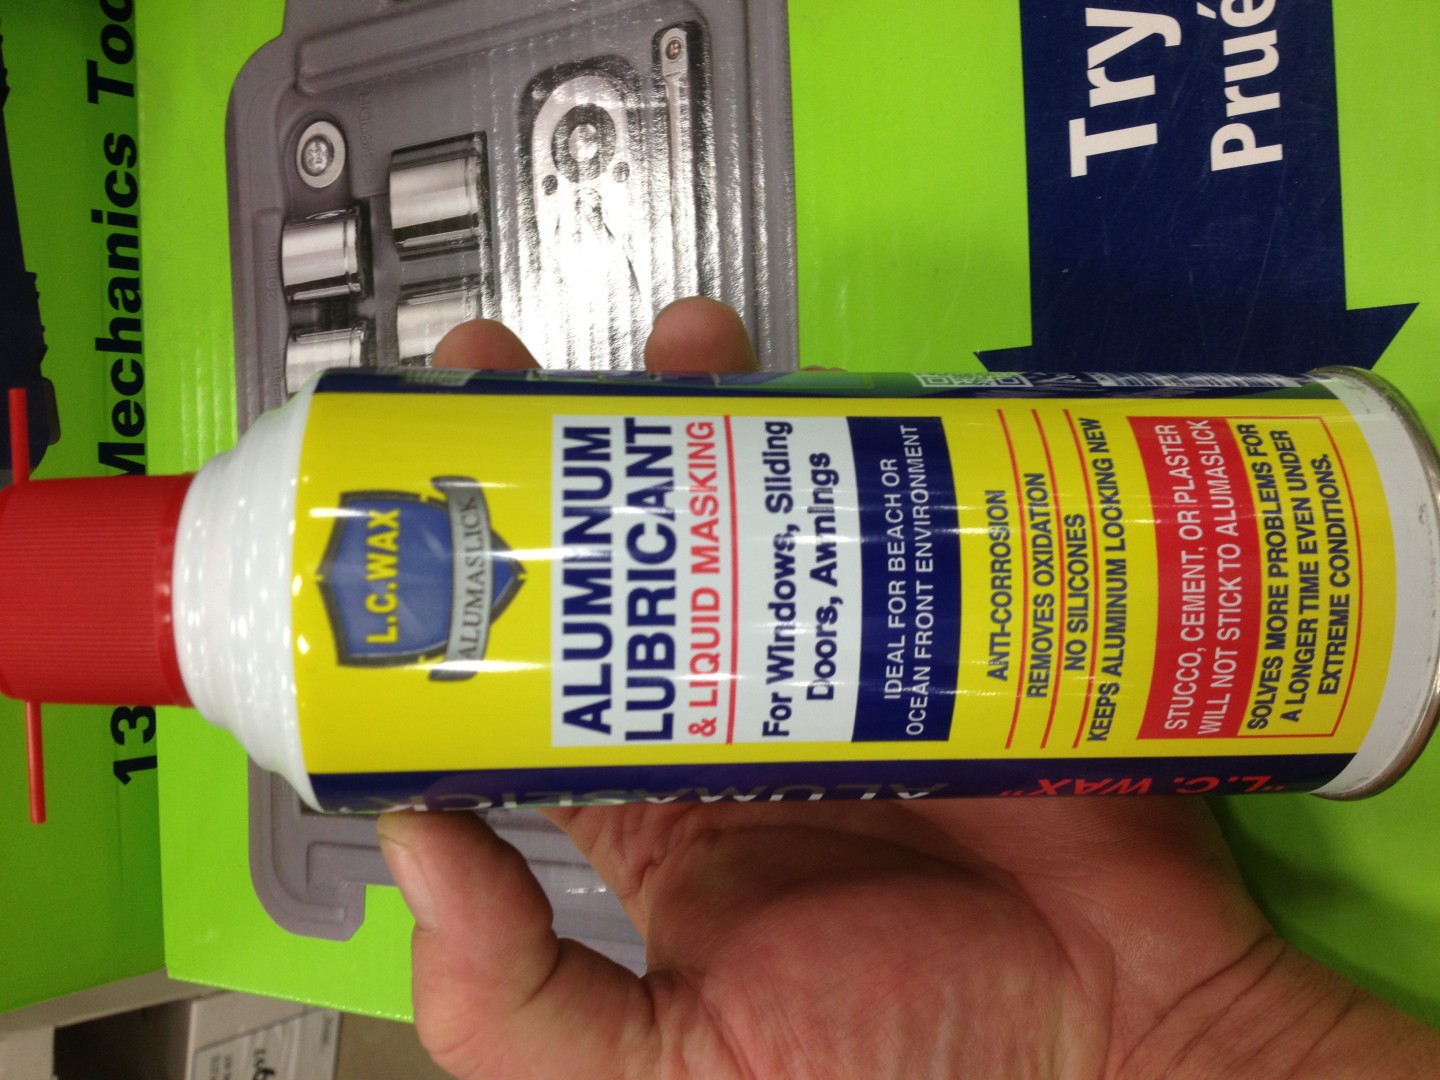 L.C. WAX
ALUMASLICK
ALUMINUM
LUBRICANT
& LIQUID MASKING
For Windows, Sliding
Doors, Awnings
IDEAL FOR BEACH OR
OCEAN FRONT ENVIRONMENT
ANTI-CORROSION
REMOVES OXIDATION
NO SILICONES
KEEPS ALUMINUM LOOKING NEW
STUCCO, CEMENT, OR PLASTER
WILL NOT STICK TO ALUMASLICK
SOLVES MORE PROBLEMS FOR
A LONGER TIME EVEN UNDER
EXTREME CONDITIONS.
ALUMASLICK
"L.C. WAX"
13
Mechanics Too
Try
Prué